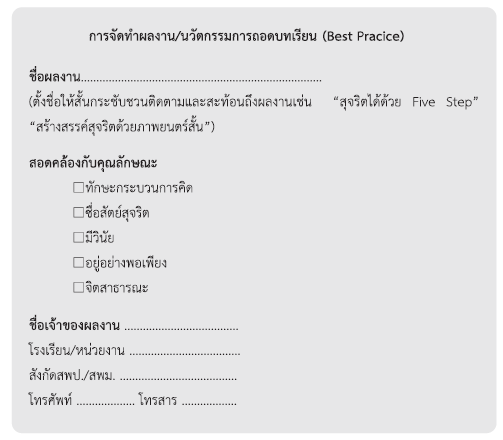 การจัดทำผลงาน/นวัตกรรมการถอดบทเรียน (Best Pracice)
ชื่อผลงาน..............................................................................
(ตั้งชื่อให้สั้นกระชับชวนติดตามและสะท้อนถึงผลงานเช่น “สุจริตได้ด้วย Five Step”
“สร้างสรรค์สุจริตด้วยภาพยนตร์สั้น”)
สอดคล้องกับคุณลักษณะ
☐ทักษะกระบวนการคิด
☐ซื่อสัตย์สุจริต
☐มีวินัย
☐อยู่อย่างพอเพียง
☐จิตสาธารณะ
ชื่อเจ้าของผลงาน .....................................
โรงเรียน/หน่วยงาน ....................................
สังกัดสพป./สพม. ......................................
โทรศัพท์ ................... โทรสาร ..................